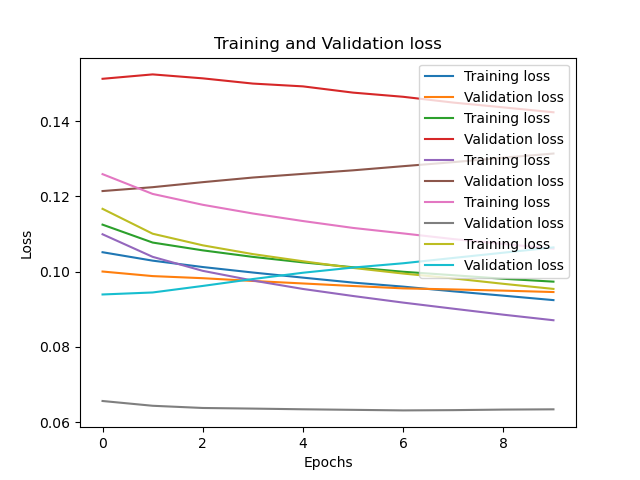 Training and Validation loss
Training loss
Validation loss
Training loss
Validation loss
Training loss
Validation loss
Training loss
Validation loss
Training loss
Validation loss
Loss
0.14
0.12
0.10
0.08
0.06
0 2 4 6 8
Epochs